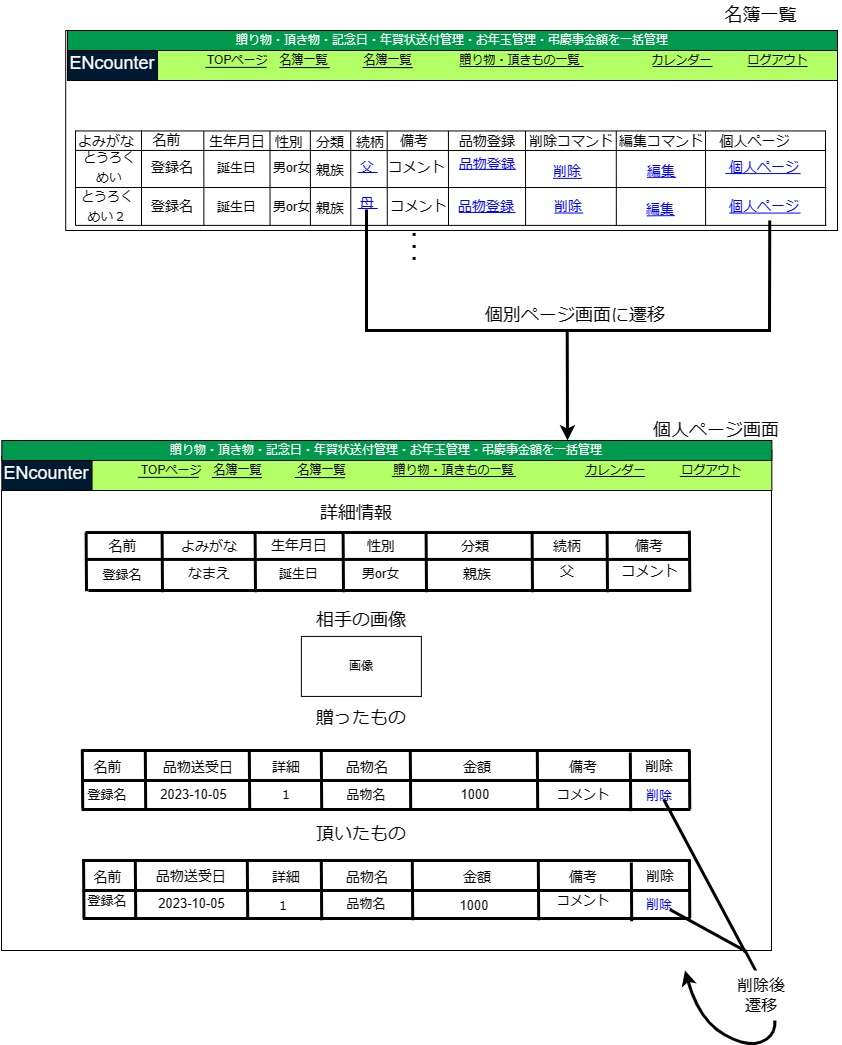 名簿一覧
贈り物・頂き物・記念日・年賀状送付管理・お年玉管理・弔慶事金額を一括管理
ENcounter TOPページ 名簿一覧 名簿一覧 贈り物・頂きもの一覧 カレンダー ログアウト
よみがな 名前 生年月日 性別 分類 続柄 備考 品物登録 削除コマンド 編集コマンド 個人ページ
とうろく
めい 登録名 誕生日 男or女 親族 父 コメント 品物登録 削除 編集 個人ページ
とうろく
めい2 登録名 誕生日 男or女 親族 母 コメント 品物登録 削除 編集 個人ページ
⋮
個別ページ画面に遷移
個人ページ画面
贈り物・頂き物・記念日・年賀状送付管理・お年玉管理・弔慶事金額を一括管理
ENcounter TOPページ 名簿一覧 名簿一覧 贈り物・頂きもの一覧 カレンダー ログアウト
詳細情報
名前 よみがな 生年月日 性別 分類 続柄 備考
登録名 なまえ 誕生日 男or女 親族 父 コメント
相手の画像
画像
贈ったもの
名前 品物送受日 詳細 品物名 金額 備考 削除
登録名 2023-10-05 1 品物名 1000 コメント 削除
頂いたもの
名前 品物送受日 詳細 品物名 金額 備考 削除
登録名 2023-10-05 1 品物名 1000 コメント 削除
削除後
遷移